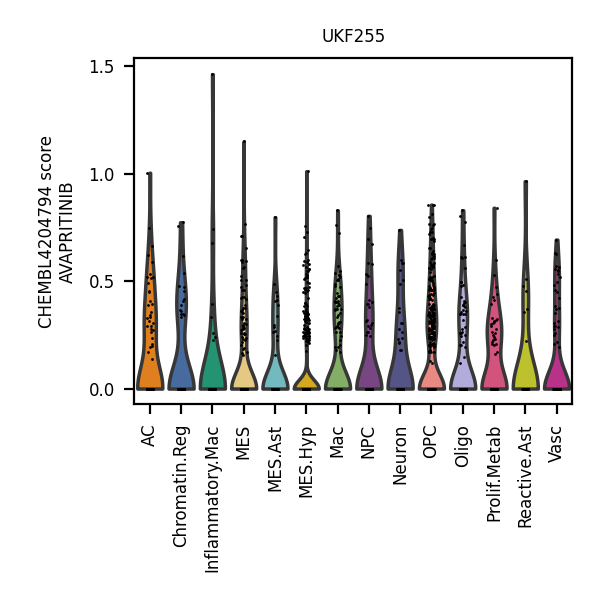 UKF255
CHEMBL4204794 score
AVAPRITINIB
1.5
1.0
0.5
0.0
AC
Chromatin.Reg
Inflammatory.Mac
MES
MES.Ast
MES.Hyp
Mac
NPC
Neuron
OPC
Oligo
Prolif.Metab
Reactive.Ast
Vasc